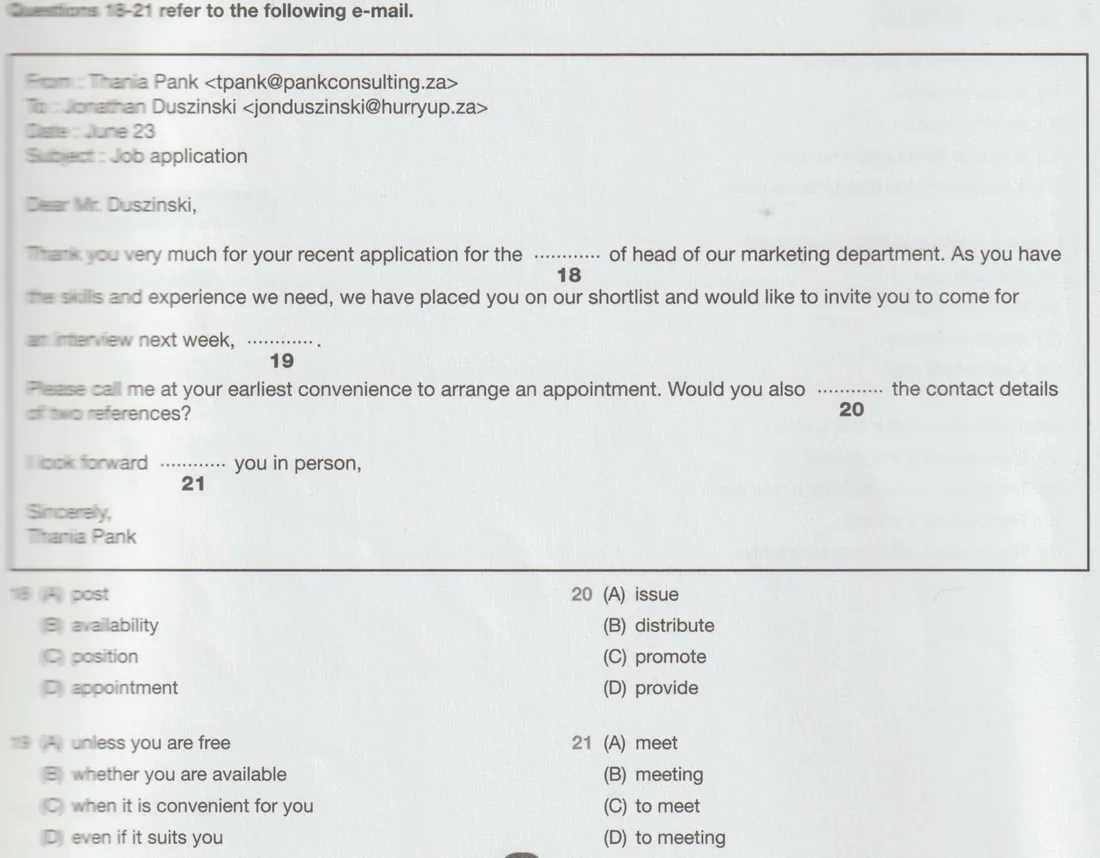 Questions 18-21 refer to the following e-mail.
From : Thania Pank <tpank@pankconsulting.za>
To : Jonathan Duszinski <jonduszinski@hurryup.za>
Date : June 23
Subject : Job application
Dear Mr. Duszinski,
Thank you very much for your recent application for the ............ of head of our marketing department. As you have
18
the skills and experience we need, we have placed you on our shortlist and would like to invite you to come for
an interview next week, ............ .
19
Please call me at your earliest convenience to arrange an appointment. Would you also ............ the contact details
20
of two references?
I look forward ............ you in person,
21
Sincerely,
Thania Pank
18 (A) post
(B) availability
(C) position
(D) appointment
19 (A) unless you are free
(B) whether you are available
(C) when it is convenient for you
(D) even if it suits you
20 (A) issue
(B) distribute
(C) promote
(D) provide
21 (A) meet
(B) meeting
(C) to meet
(D) to meeting